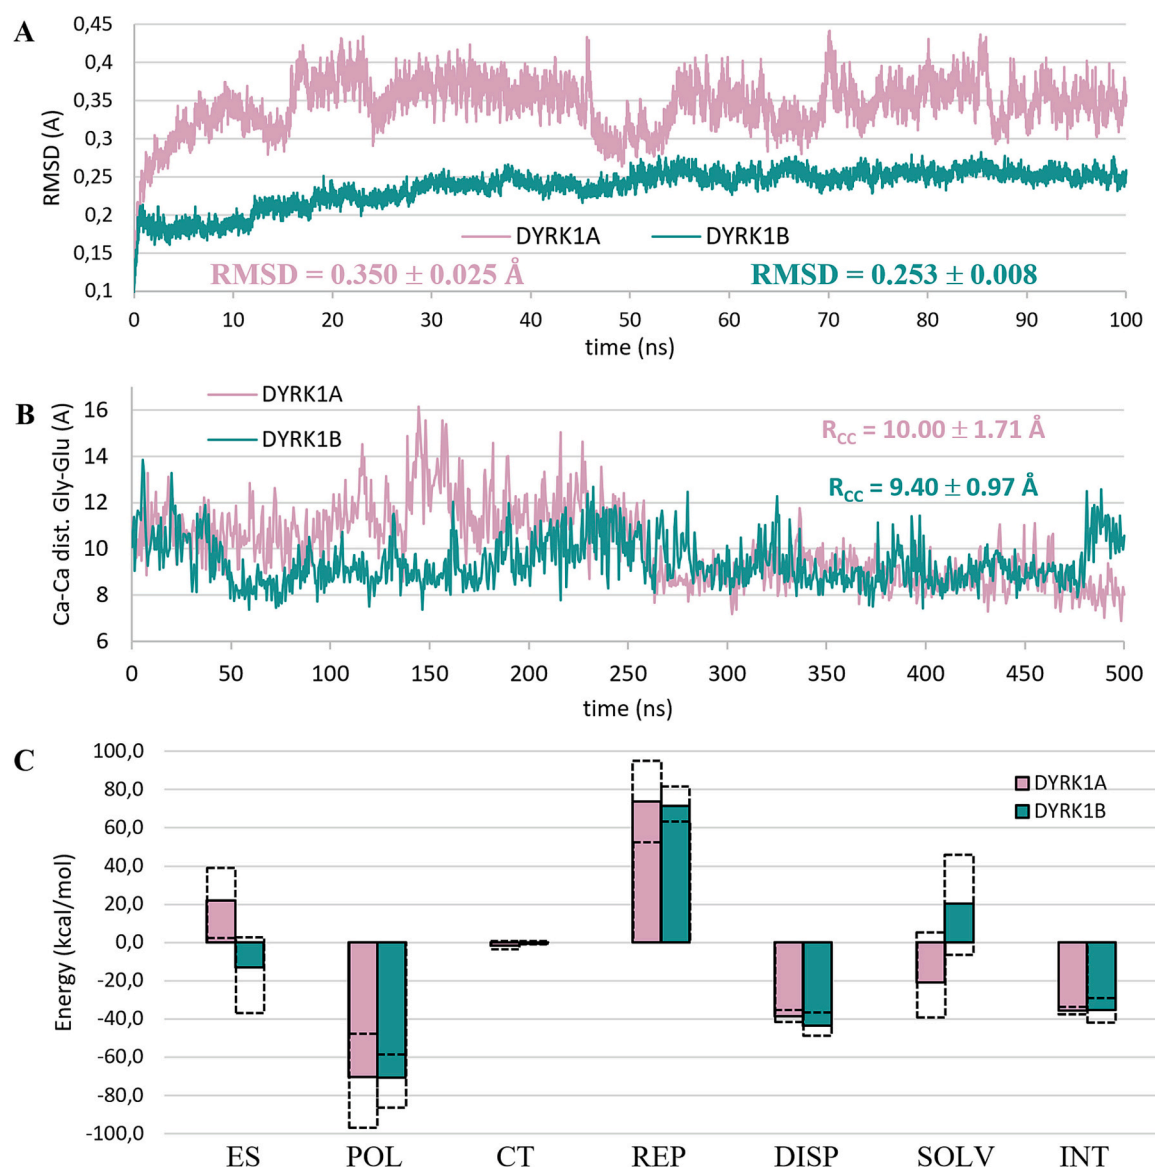 A
RMSD (A)
0,45
0,4
0,35
0,3
0,25
0,2
0,15
0,1
DYRK1A
DYRK1B
RMSD = 0.350 ± 0.025 Å
RMSD = 0.253 ± 0.008
0 10 20 30 40 50 60 70 80 90 100
time (ns)
B
Ca-Ca dist. Gly-Glu (A)
DYRK1A
DYRK1B
16
14
12
10
8
6
R_CC = 10.00 ± 1.71 Å
R_CC = 9.40 ± 0.97 Å
0 50 100 150 200 250 300 350 400 450 500
time (ns)
C
Energy (kcal/mol)
100,0
80,0
60,0
40,0
20,0
0,0
-20,0
-40,0
-60,0
-80,0
-100,0
DYRK1A
DYRK1B
ES POL CT REP DISP SOLV INT